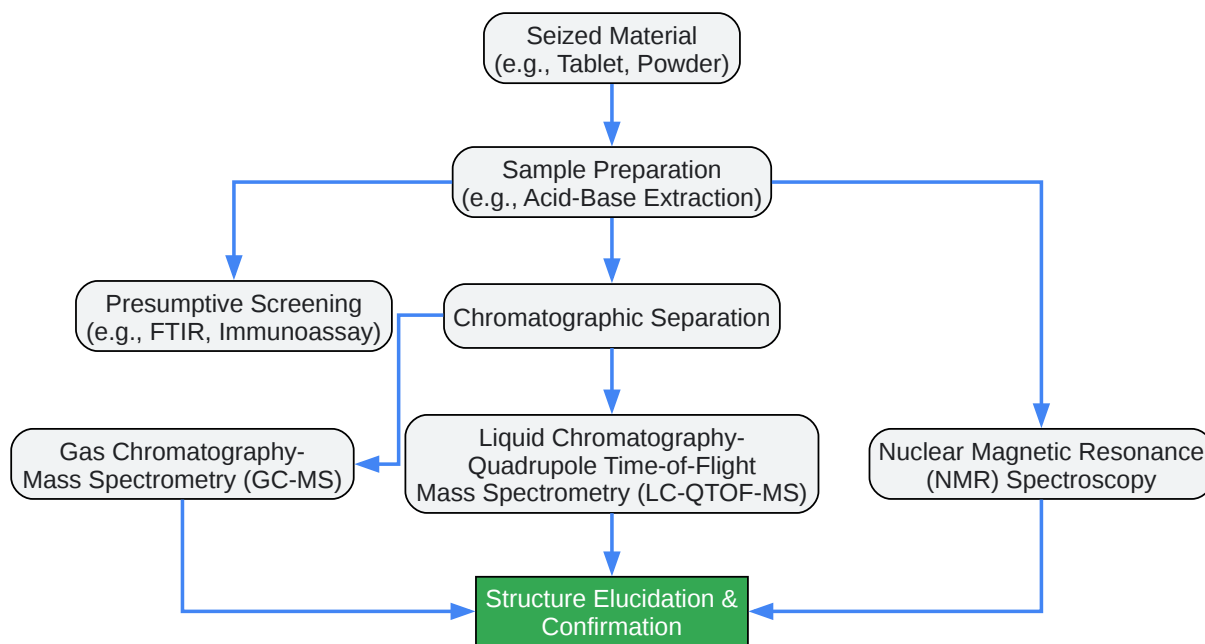 Seized Material
(e.g., Tablet, Powder)
Sample Preparation
(e.g., Acid-Base Extraction)
Presumptive Screening
(e.g., FTIR, Immunoassay)
Chromatographic Separation
Gas Chromatography-
Mass Spectrometry (GC-MS)
Liquid Chromatography-
Quadrupole Time-of-Flight
Mass Spectrometry (LC-QTOF-MS)
Nuclear Magnetic Resonance
(NMR) Spectroscopy
Structure Elucidation &
Confirmation